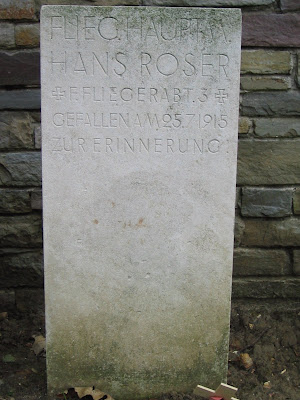 FLIEG. HAUPTM.
HANS ROSER
✠ F. FLIEGERABT. 3 ✠
GEFALLEN AM 25.7.1915
ZUR ERINNERUNG